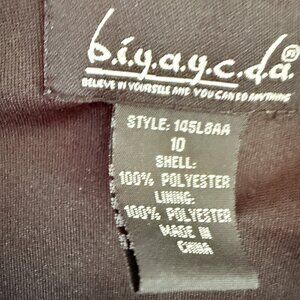 b.i.y.a.y.c.da®
BELIEVE IN YOURSELF AND YOU CAN DO ANYTHING
STYLE: 145L8AA
10
SHELL:
100% POLYESTER
LINING:
100% POLYESTER
MADE IN
CHINA